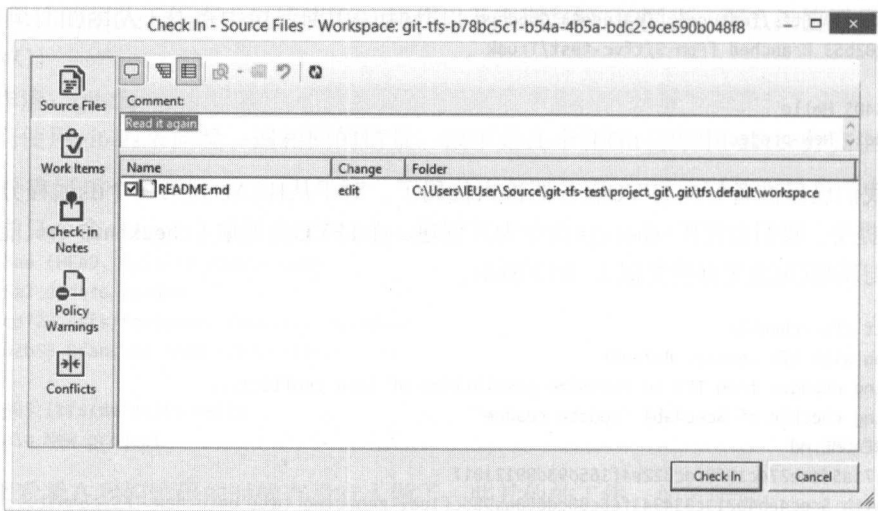 Check In - Source Files - Workspace: git-tfs-b78bc5c1-b54a-4b5a-bdc2-9ce590b048f8
Source Files
Work Items
Check-in
Notes
Policy
Warnings
Conflicts
Comment:
Read it again
Name Change Folder
README.md edit C:\Users\IEUser\Source\git-tfs-test\project_git\.git\tfs\default\workspace
Check In Cancel